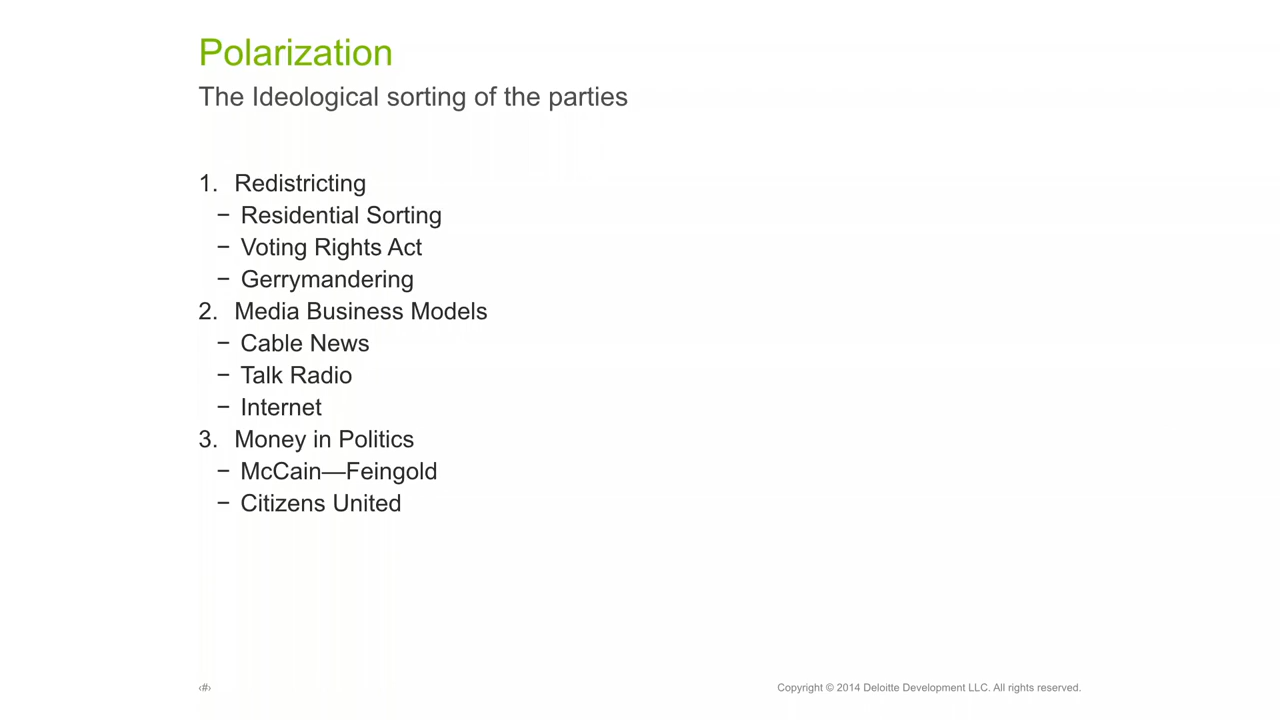 Polarization
The Ideological sorting of the parties
1. Redistricting
− Residential Sorting
− Voting Rights Act
− Gerrymandering
2. Media Business Models
− Cable News
− Talk Radio
− Internet
3. Money in Politics
− McCain—Feingold
− Citizens United
‹#›
Copyright © 2014 Deloitte Development LLC. All rights reserved.